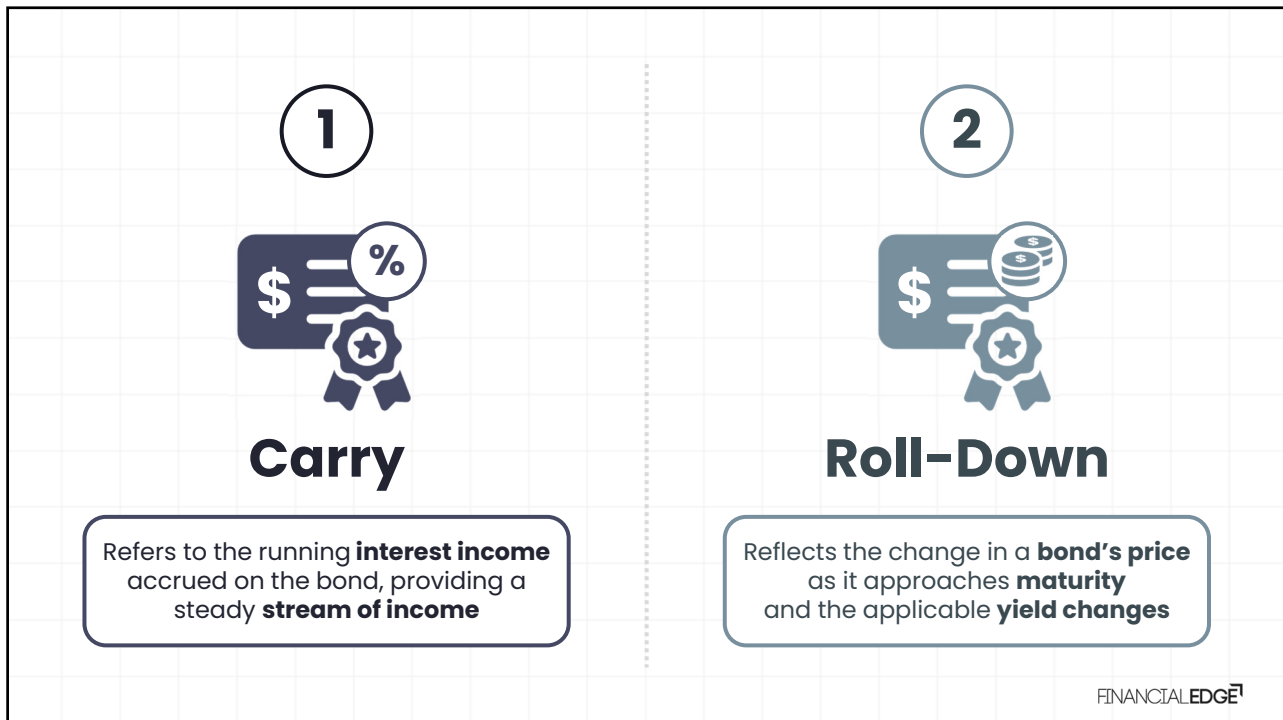 1
$
%
Carry
Refers to the running interest income
accrued on the bond, providing a
steady stream of income
2
$
$
$
Roll-Down
Reflects the change in a bond’s price
as it approaches maturity
and the applicable yield changes
FINANCIALEDGE